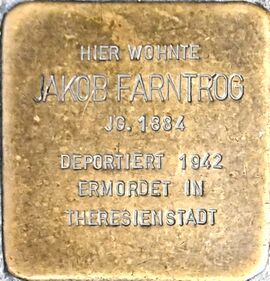 HIER WOHNTE
JAKOB FARNTROG
JG. 1884
DEPORTIERT 1942
ERMORDET IN
THERESIENSTADT